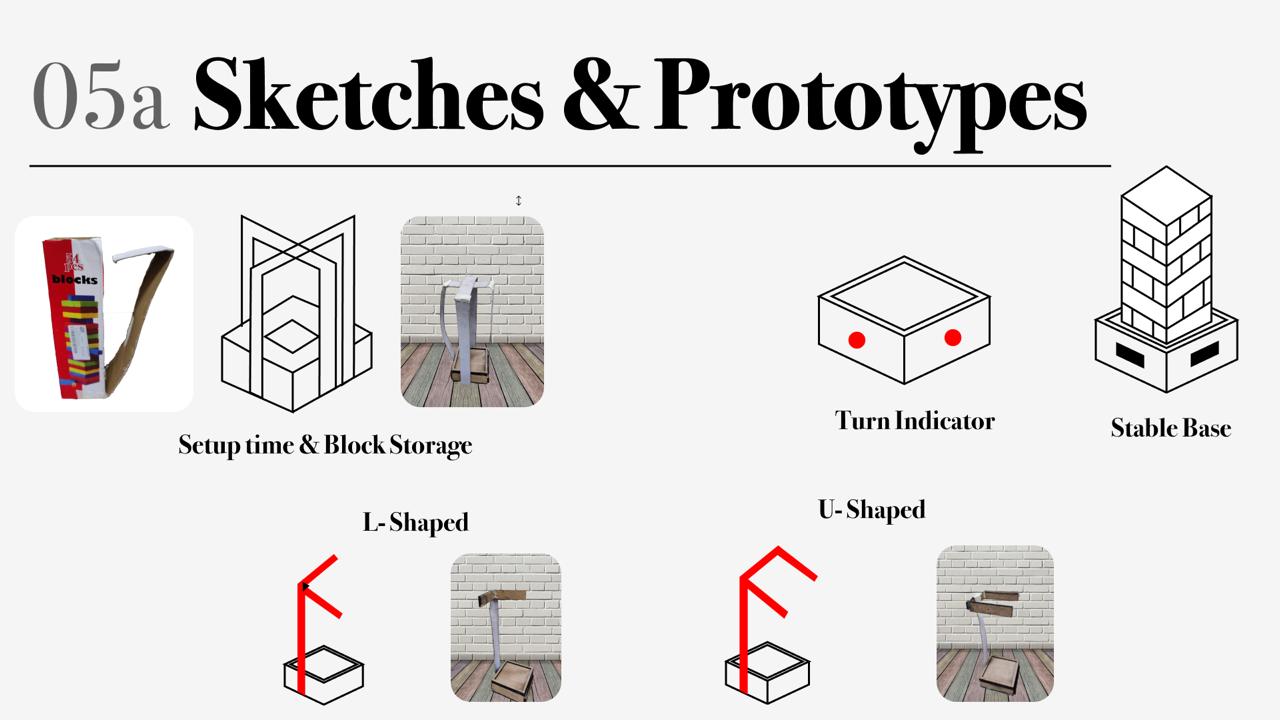 05a Sketches & Prototypes
54
pcs
blocks
Setup time & Block Storage
Turn Indicator
Stable Base
L- Shaped
U- Shaped